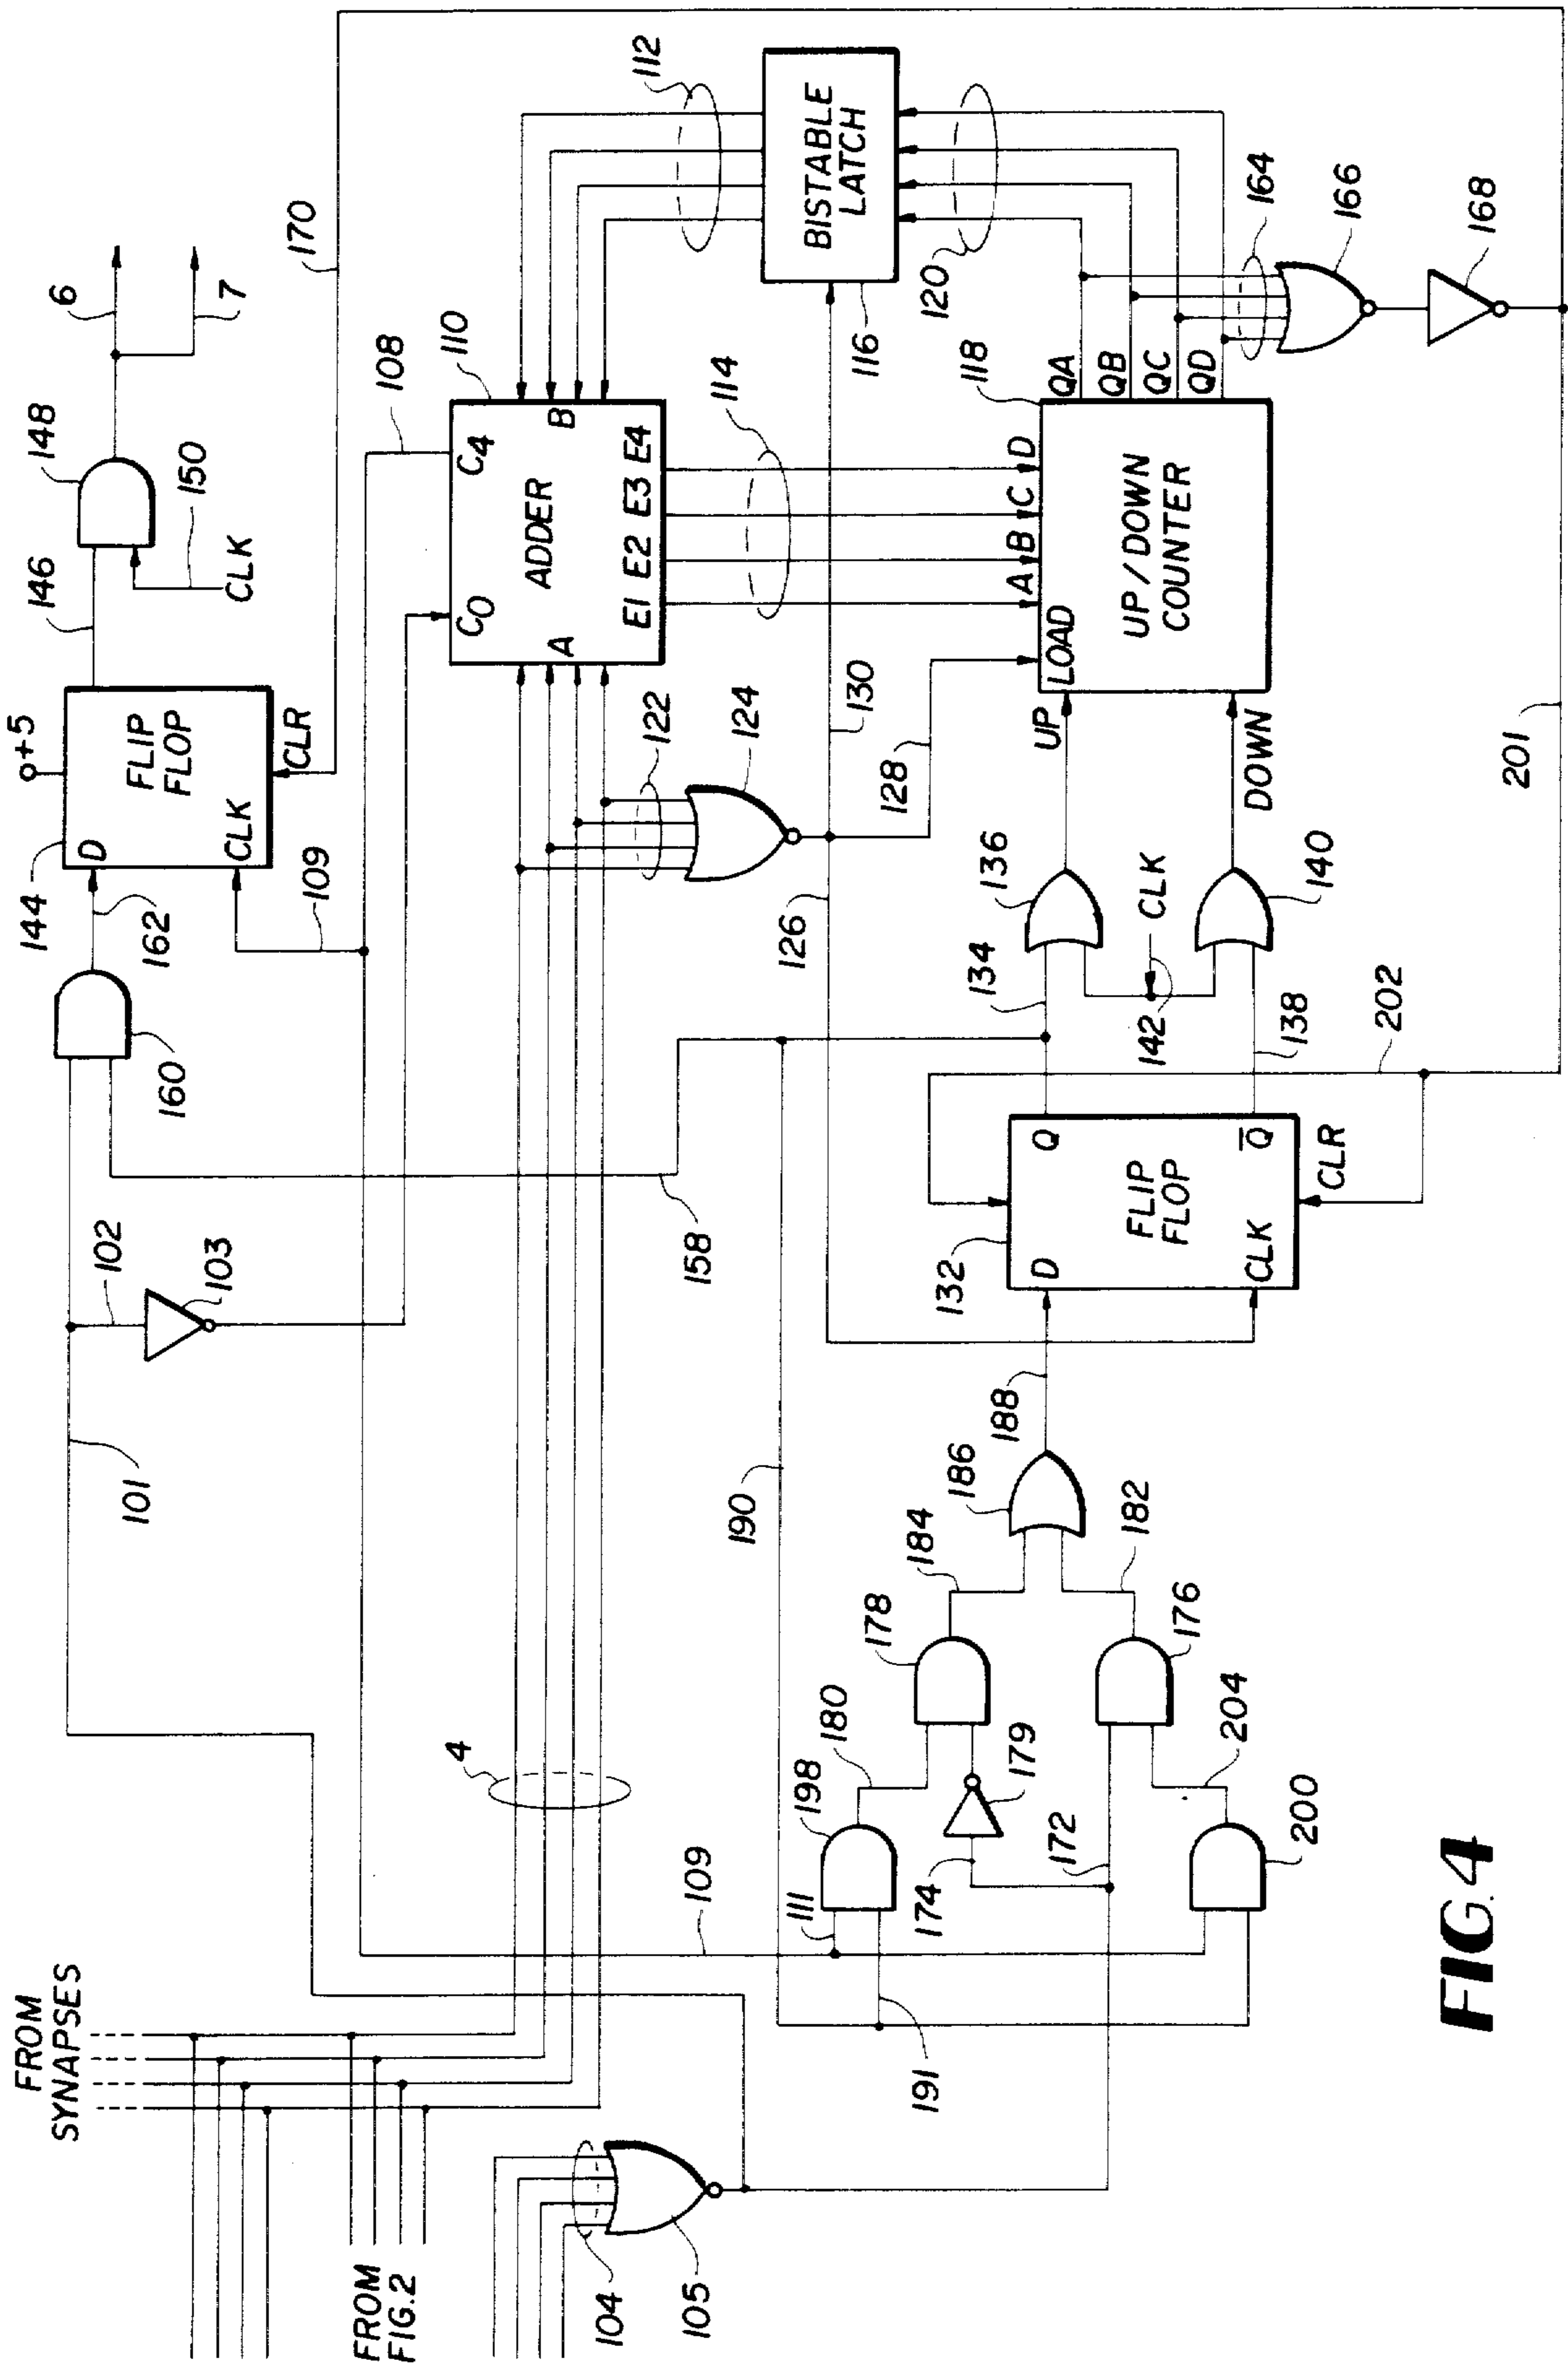 FROM
SYNAPSES
FROM
FIG.2
104
105
101
102
103
160
162
144
+5
D
FLIP
FLOP
CLK
CLR
109
146
148
150
CLK
6
7
170
108
110
C0
C4
ADDER
A
B
E1 E2 E3 E4
112
114
4
122
124
BISTABLE
LATCH
116
120
118
126
128
130
LOAD
A B C D
UP
UP/DOWN
COUNTER
DOWN
QA
QB
QC
QD
164
166
168
158
190
134
136
CLK
142
138
140
132
D
Q
FLIP
FLOP
Q̅
CLK
CLR
202
201
109
111
191
198
180
178
184
186
188
174
179
172
176
182
204
200
FIG.4